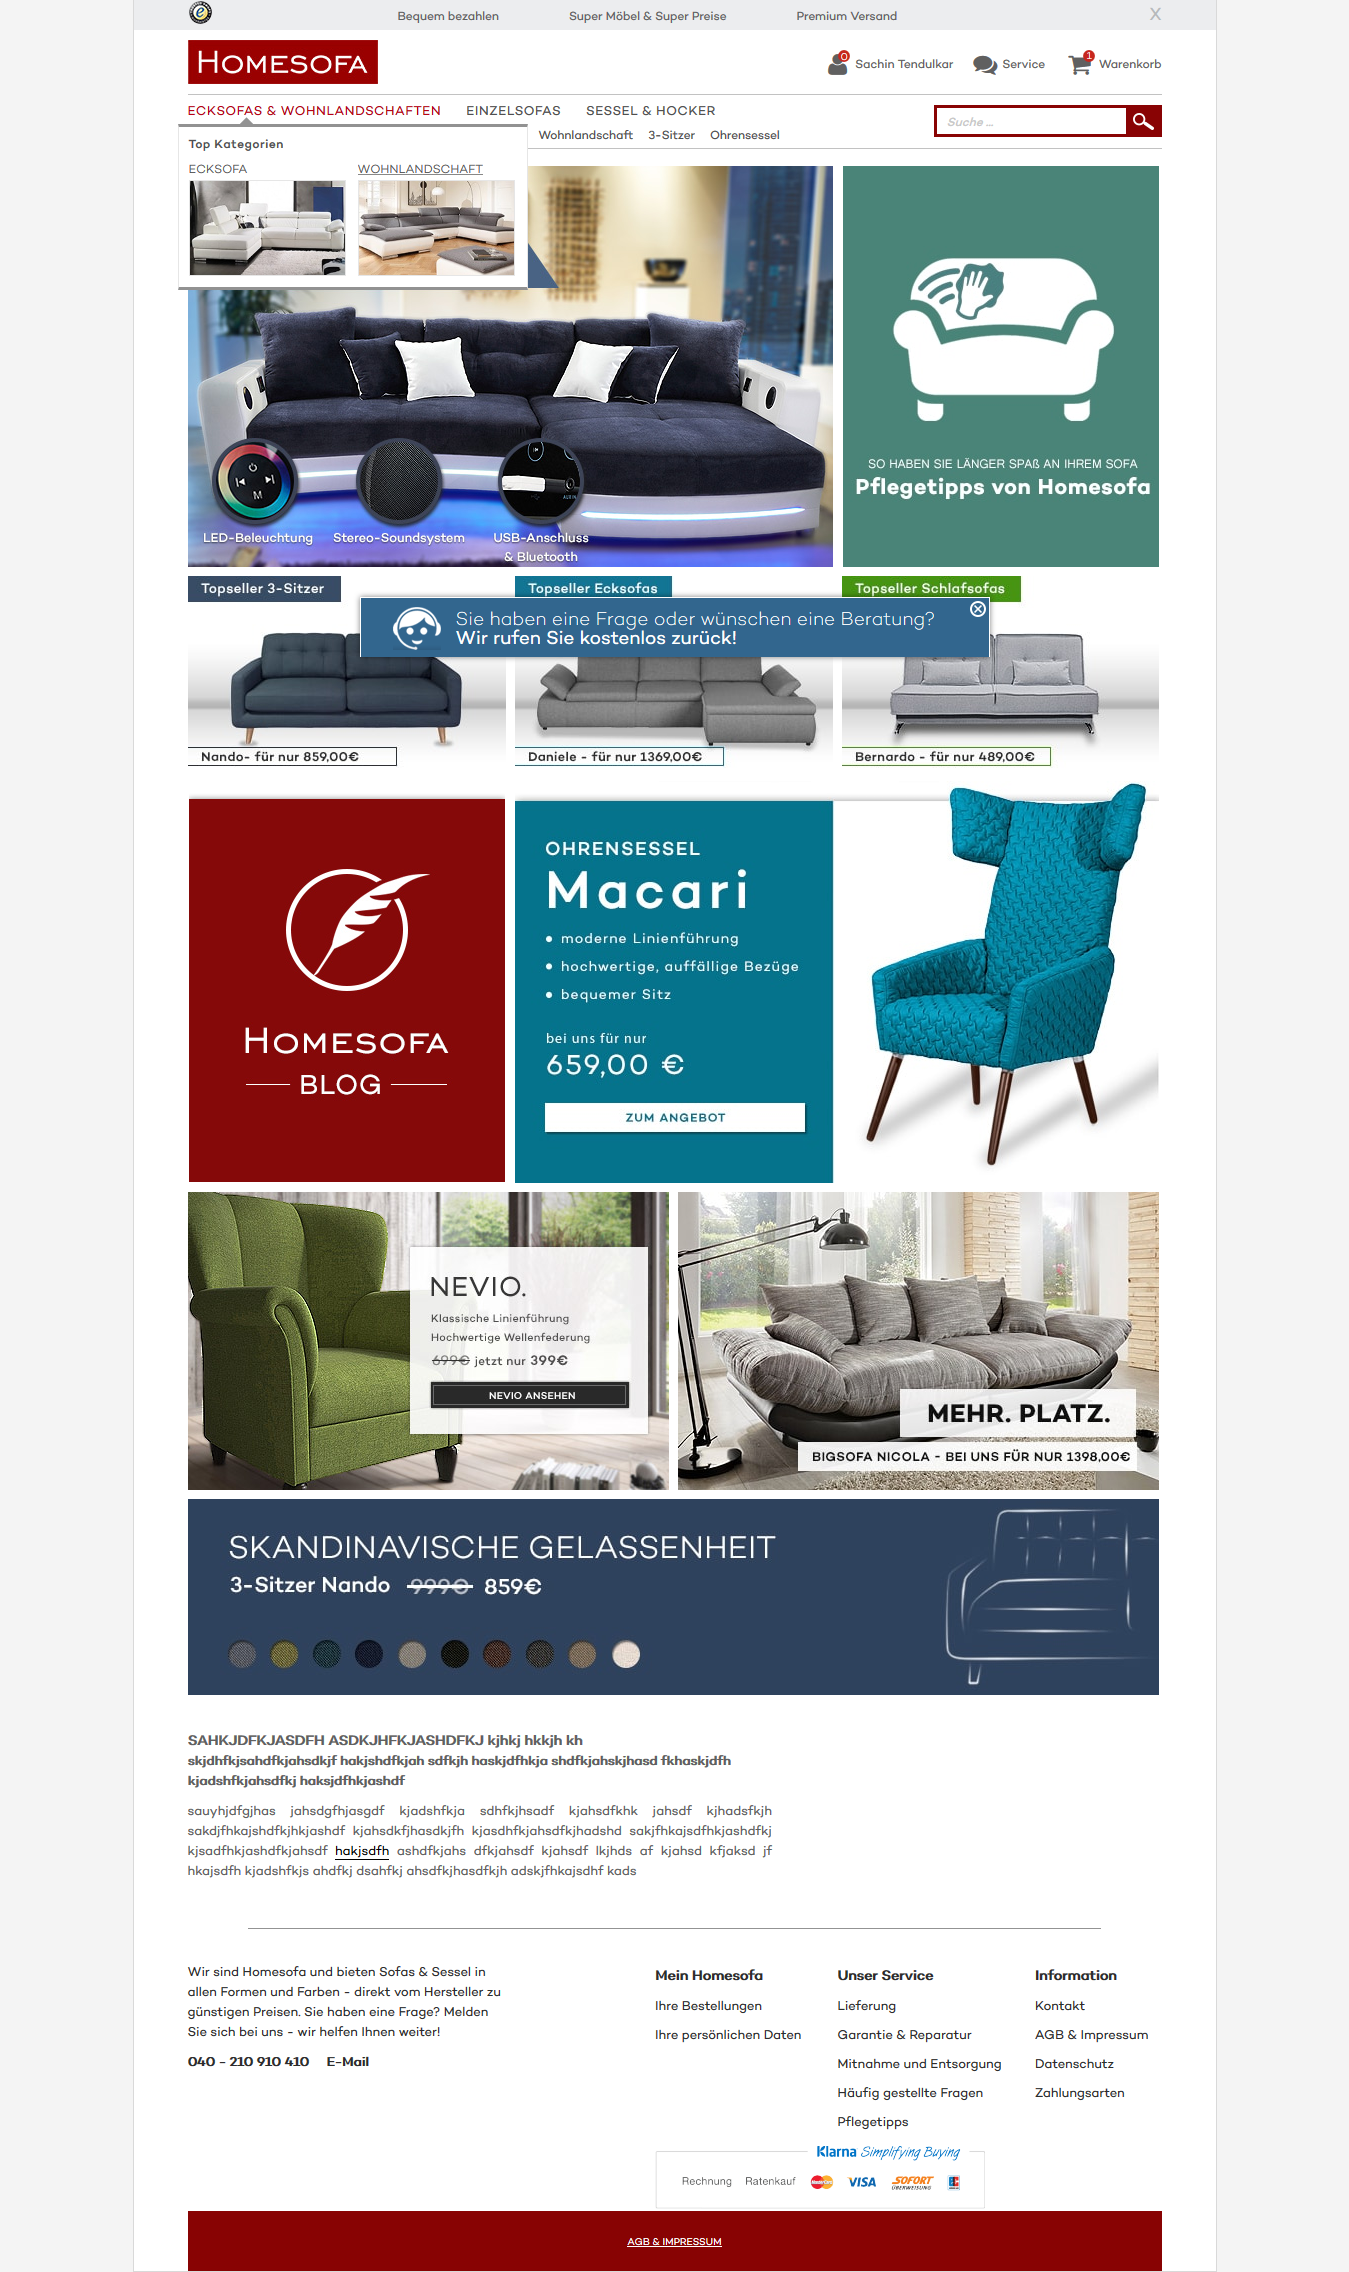 Bequem bezahlen
Super Möbel & Super Preise
Premium Versand
X
HOMESOFA
0
Sachin Tendulkar
Service
1
Warenkorb
ECKSOFAS & WOHNLANDSCHAFTEN
EINZELSOFAS
SESSEL & HOCKER
Suche ...
Top Kategorien
Wohnlandschaft
3-Sitzer
Ohrensessel
ECKSOFA
WOHNLANDSCHAFT
M
LED-Beleuchtung
Stereo-Soundsystem
USB-Anschluss
& Bluetooth
SO HABEN SIE LÄNGER SPAß AN IHREM SOFA
Pflegetipps von Homesofa
Topseller 3-Sitzer
Topseller Ecksofas
Topseller Schlafsofas
Sie haben eine Frage oder wünschen eine Beratung?
Wir rufen Sie kostenlos zurück!
Nando- für nur 859,00€
Daniele - für nur 1369,00€
Bernardo - für nur 489,00€
HOMESOFA
BLOG
OHRENSESSEL
Macari
• moderne Linienführung
• hochwertige, auffällige Bezüge
• bequemer Sitz
bei uns für nur
659,00 €
ZUM ANGEBOT
NEVIO.
Klassische Linienführung
Hochwertige Wellenfederung
699€ jetzt nur 399€
NEVIO ANSEHEN
MEHR. PLATZ.
BIGSOFA NICOLA - BEI UNS FÜR NUR 1398,00€
SKANDINAVISCHE GELASSENHEIT
3-Sitzer Nando 999€ 859€
SAHKJDFKJASDFH ASDKJHFKJASHDFKJ kjhkj hkkjh kh
skjdhfkjsahdfkjahsdkjf hakjshdfkjah sdfkjh haskjdfhkja shdfkjahskjhasd fkhaskjdfh
kjadshfkjahsdfkj haksjdfhkjashdf
sauyhjdfgjhas jahsdgfhjasgdf kjadshfkja sdhfkjhsadf kjahsdfkhk jahsdf kjhadsfkjh
sakdjfhkajshdfkjhkjashdf kjahsdkfjhasdkjfh kjasdhfkjahsdfkjhadshd sakjfhkajsdfhkjashdfkj
kjsadfhkjashdfkjahsdf hakjsdfh ashdfkjahs dfkjahsdf kjahsdf lkjhds af kjahsd kfjaksd jf
hkajsdfh kjadshfkjs ahdfkj dsahfkj ahsdfkjhasdfkjh adskjfhkajsdhf kads
Wir sind Homesofa und bieten Sofas & Sessel in
allen Formen und Farben - direkt vom Hersteller zu
günstigen Preisen. Sie haben eine Frage? Melden
Sie sich bei uns - wir helfen Ihnen weiter!
040 - 210 910 410 E-Mail
Mein Homesofa
Ihre Bestellungen
Ihre persönlichen Daten
Unser Service
Lieferung
Garantie & Reparatur
Mitnahme und Entsorgung
Häufig gestellte Fragen
Pflegetipps
Information
Kontakt
AGB & Impressum
Datenschutz
Zahlungsarten
Klarna Simplifying Buying
Rechnung
Ratenkauf
VISA
SOFORT
ÜBERWEISUNG
AGB & IMPRESSUM